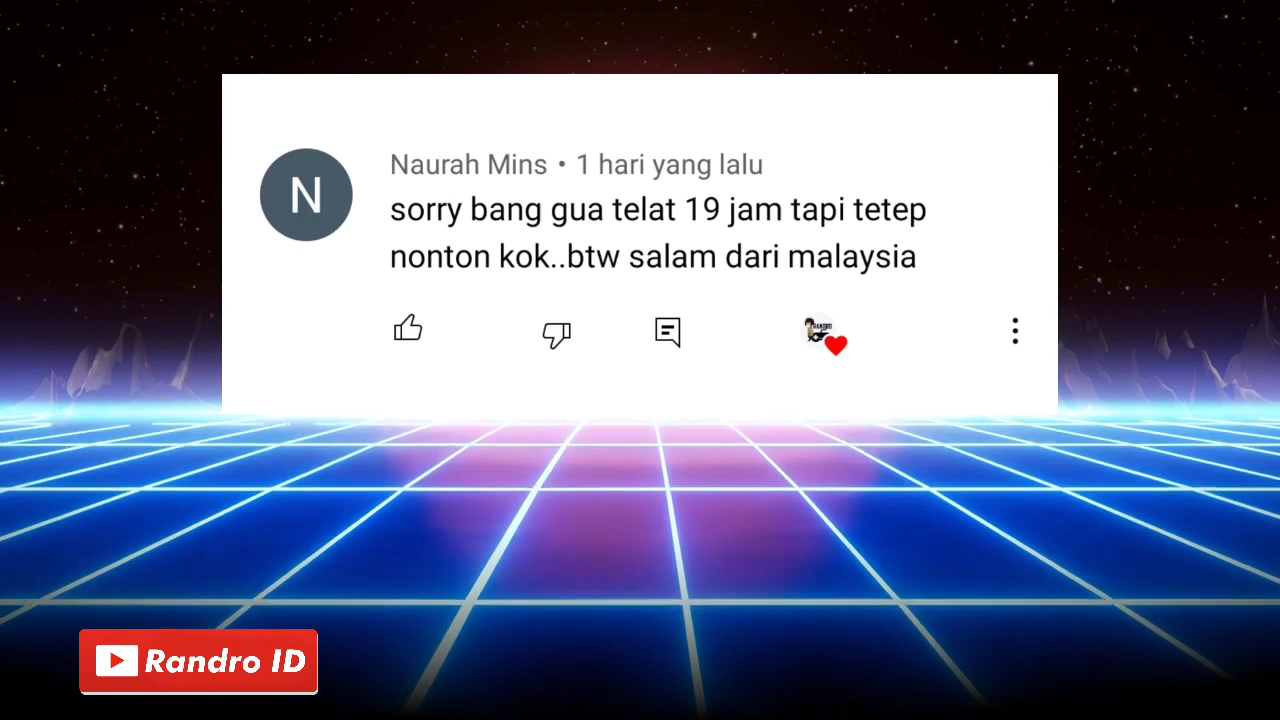 N
Naurah Mins • 1 hari yang lalu
sorry bang gua telat 19 jam tapi tetep
nonton kok..btw salam dari malaysia
RANDRO
Randro ID